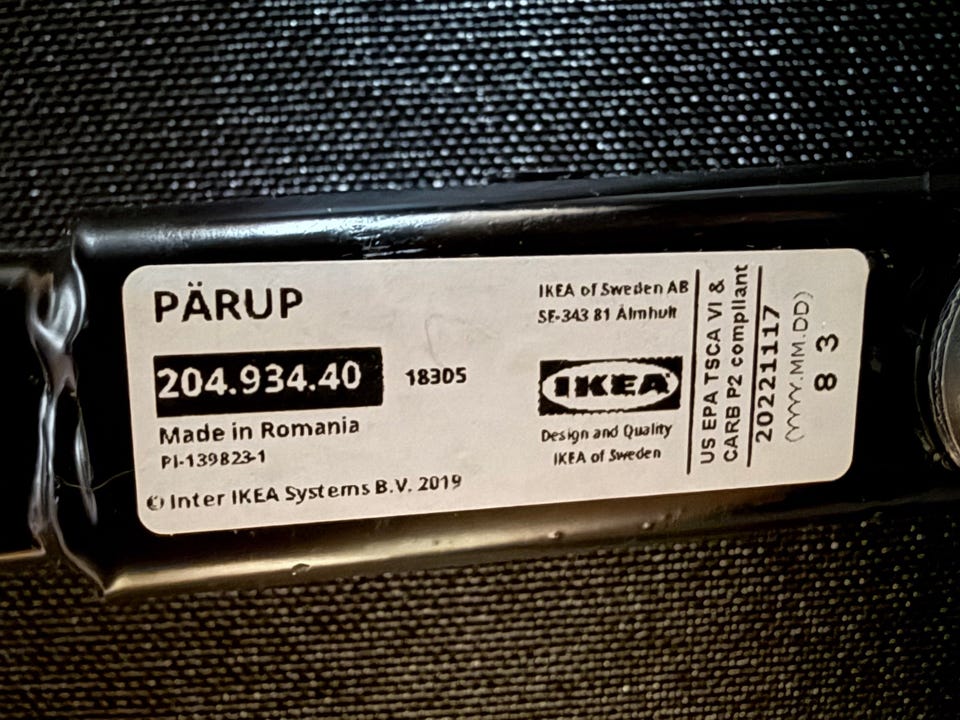 PÄRUP
204.934.40 18305
Made in Romania
PI-139823-1
© Inter IKEA Systems B.V. 2019
IKEA of Sweden AB
SE-343 81 Älmhult
IKEA
Design and Quality
IKEA of Sweden
US EPA TSCA VI &
CARB P2 compliant
20221117
(YYYY.MM.DD)
8 3